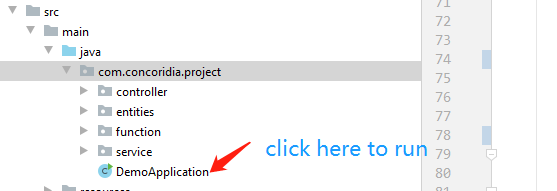 src
main
java
com.concoridia.project
controller
entities
function
service
DemoApplication
click here to run
71
72
73
74
75
76
77
78
79
80
81